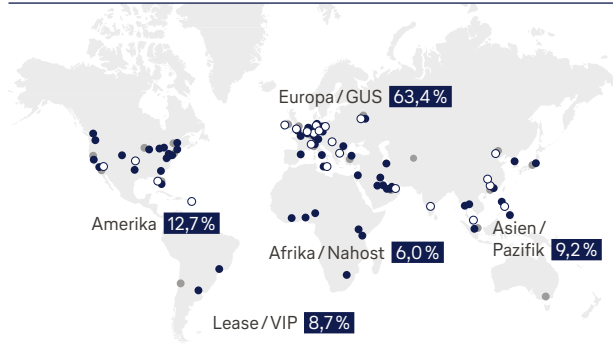 Europa / GUS 63,4 %
Amerika 12,7 %
Afrika / Nahost 6,0 %
Asien /
Pazifik 9,2 %
Lease / VIP 8,7 %